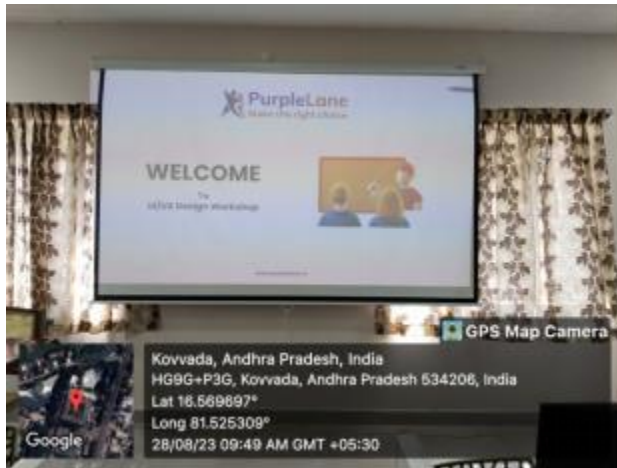 PurpleLane
Make the right choice
WELCOME
To
UI/UX Design Workshop
GPS Map Camera
Kovvada, Andhra Pradesh, India
HG9G+P3G, Kovvada, Andhra Pradesh 534206, India
Lat 16.569697°
Long 81.525309°
28/08/23 09:49 AM GMT +05:30
Google